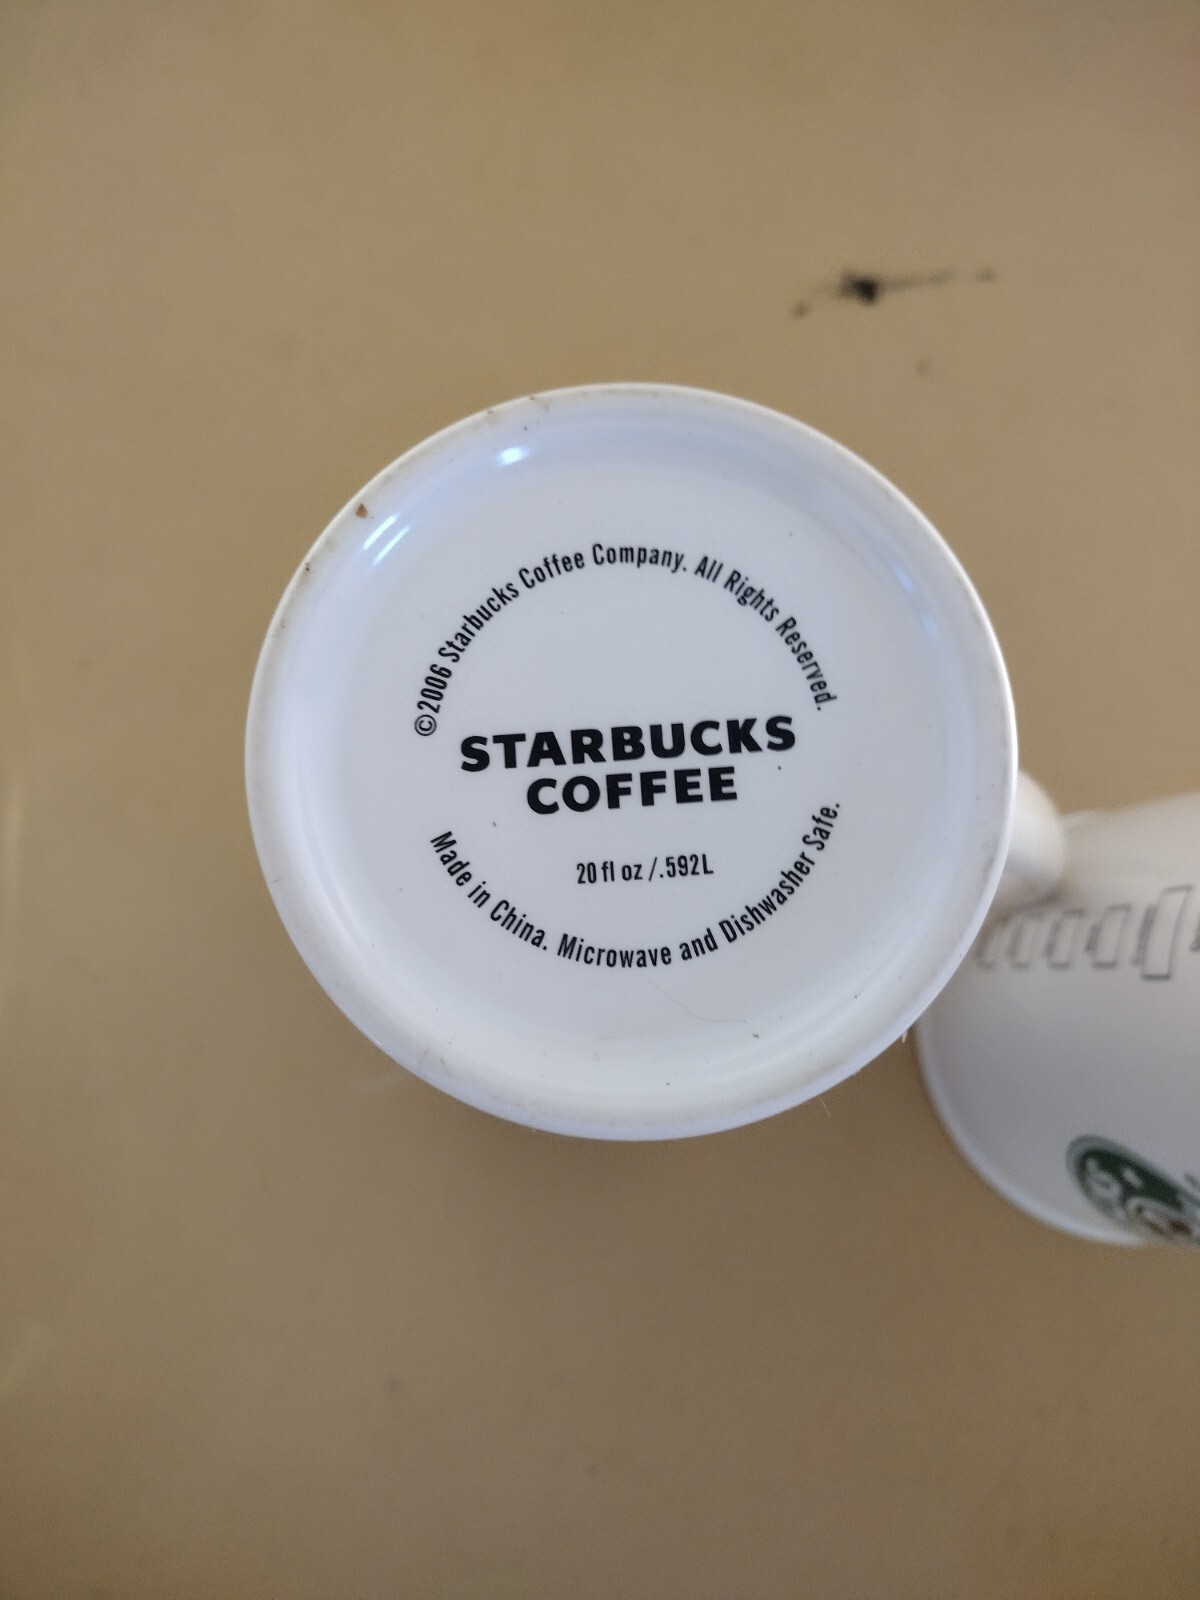 ©2006 Starbucks Coffee Company. All Rights Reserved.
STARBUCKS
COFFEE
20 fl oz /.592L
Made in China. Microwave and Dishwasher Safe.